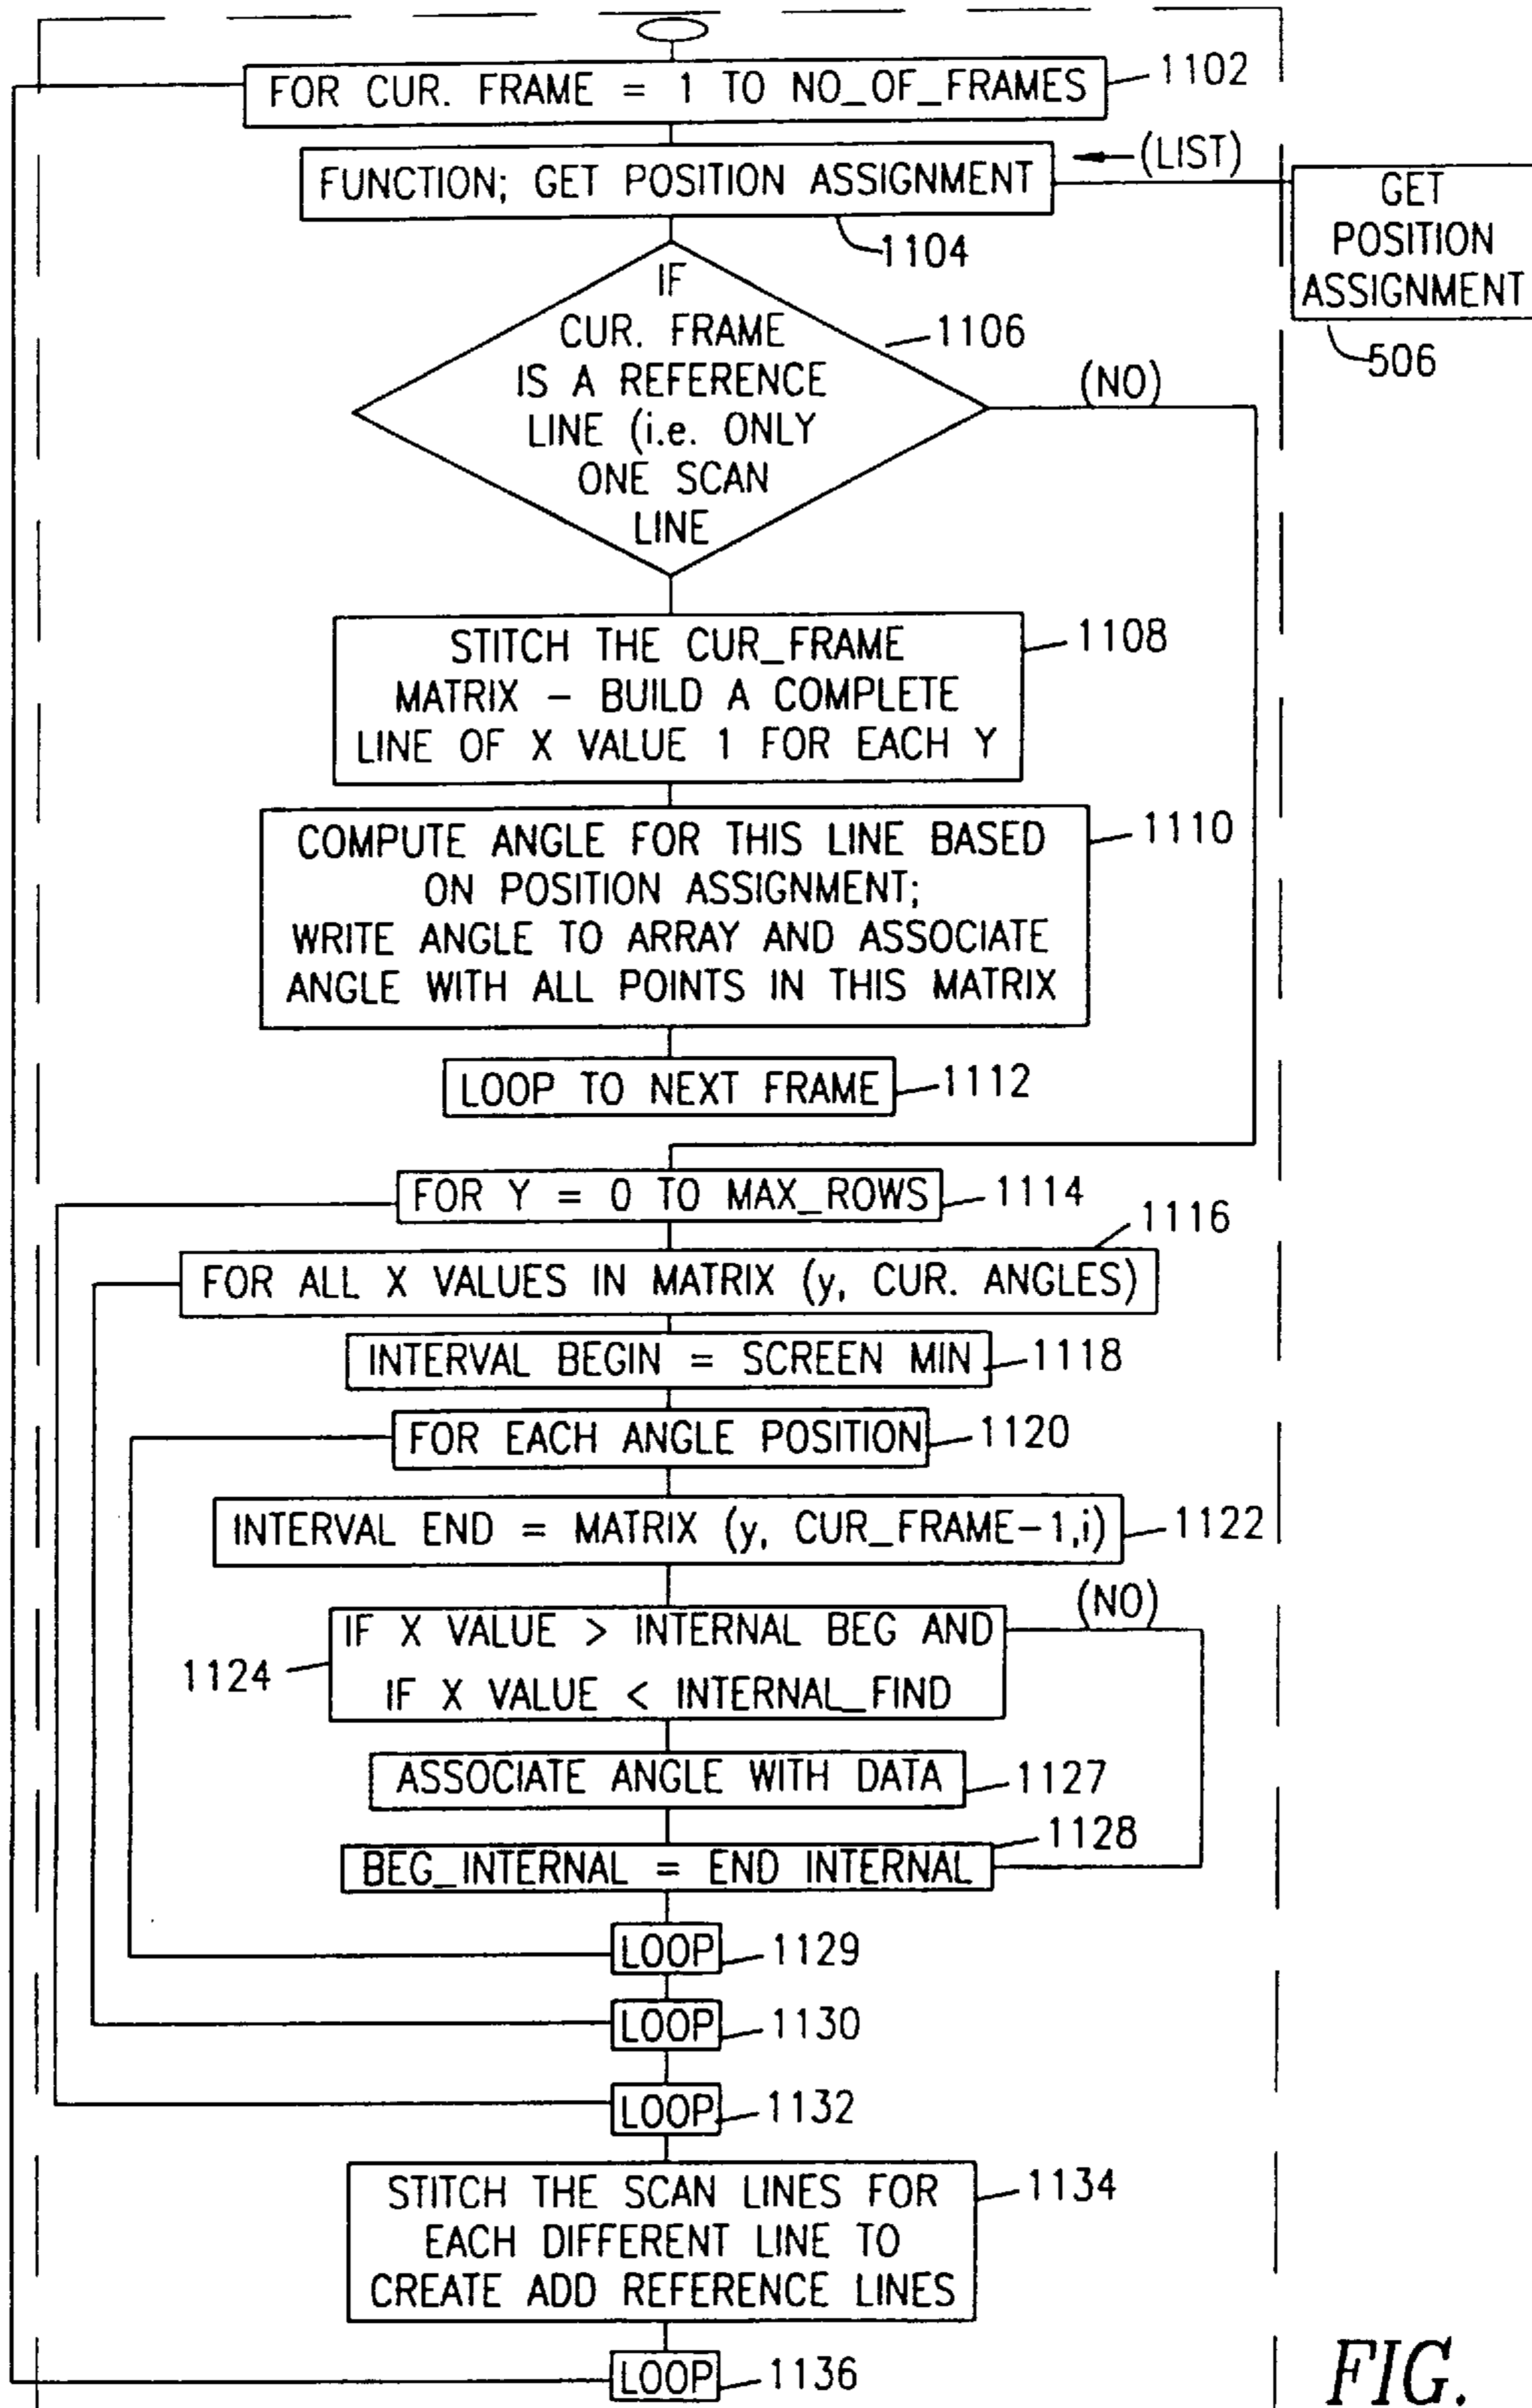 FOR CUR. FRAME = 1 TO NO_OF_FRAMES
1102
FUNCTION; GET POSITION ASSIGNMENT
(LIST)
1104
GET
POSITION
ASSIGNMENT
506
IF
CUR. FRAME
IS A REFERENCE
LINE (i.e. ONLY
ONE SCAN
LINE
1106
(NO)
STITCH THE CUR_FRAME
MATRIX – BUILD A COMPLETE
LINE OF X VALUE 1 FOR EACH Y
1108
COMPUTE ANGLE FOR THIS LINE BASED
ON POSITION ASSIGNMENT;
WRITE ANGLE TO ARRAY AND ASSOCIATE
ANGLE WITH ALL POINTS IN THIS MATRIX
1110
LOOP TO NEXT FRAME
1112
FOR Y = 0 TO MAX_ROWS
1114
1116
FOR ALL X VALUES IN MATRIX (y, CUR. ANGLES)
INTERVAL BEGIN = SCREEN MIN
1118
FOR EACH ANGLE POSITION
1120
INTERVAL END = MATRIX (y, CUR_FRAME-1,i)
1122
(NO)
IF X VALUE > INTERNAL BEG AND
IF X VALUE < INTERNAL_FIND
1124
ASSOCIATE ANGLE WITH DATA
1127
BEG_INTERNAL = END INTERNAL
1128
LOOP
1129
LOOP
1130
LOOP
1132
STITCH THE SCAN LINES FOR
EACH DIFFERENT LINE TO
CREATE ADD REFERENCE LINES
1134
LOOP
1136
FIG.